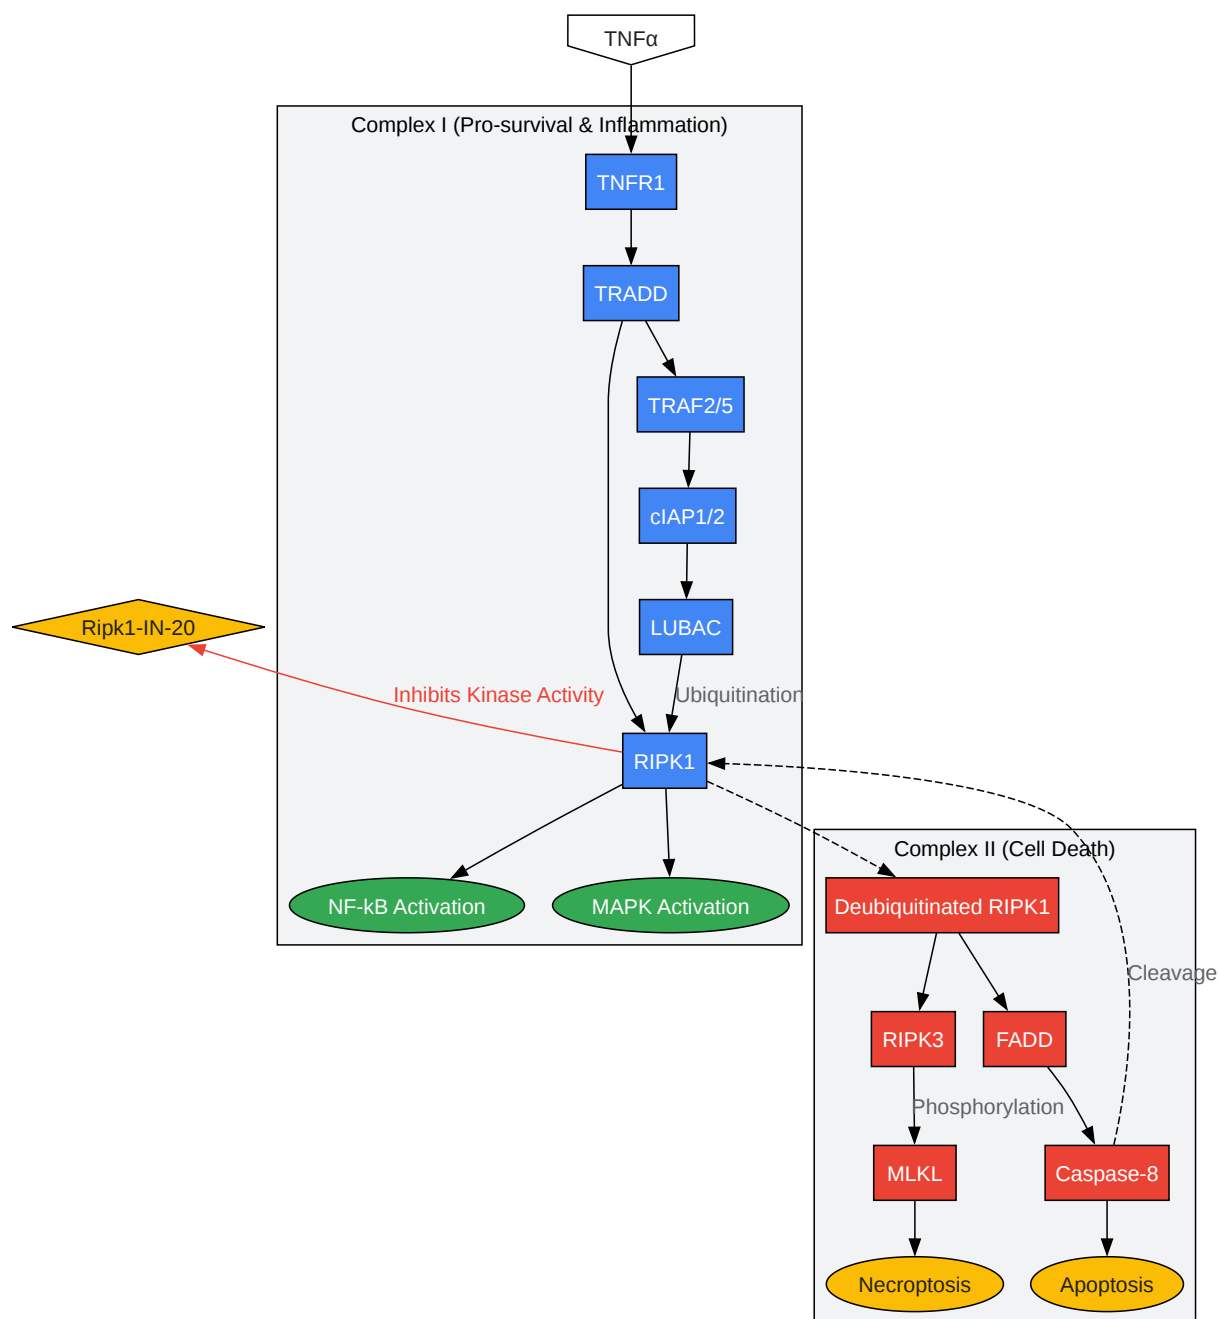 TNFα
Complex I (Pro-survival & Inflammation)
TNFR1
TRADD
TRAF2/5
cIAP1/2
LUBAC
Ripk1-IN-20
Inhibits Kinase Activity
Ubiquitination
RIPK1
NF-kB Activation
MAPK Activation
Complex II (Cell Death)
Deubiquitinated RIPK1
Cleavage
RIPK3
FADD
Phosphorylation
MLKL
Caspase-8
Necroptosis
Apoptosis